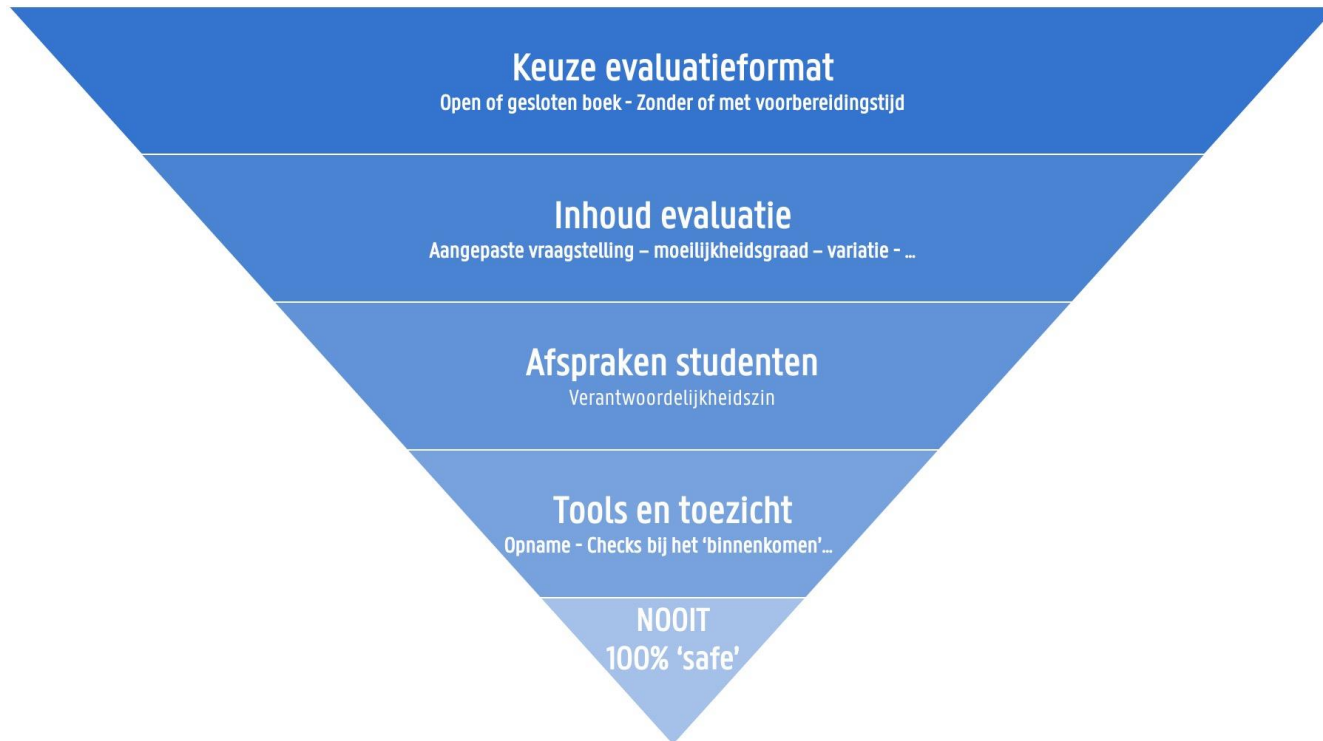 Keuze evaluatieformat
Open of gesloten boek - Zonder of met voorbereidingstijd
Inhoud evaluatie
Aangepaste vraagstelling – moeilijkheidsgraad – variatie - ...
Afspraken studenten
Verantwoordelijkheidszin
Tools en toezicht
Opname - Checks bij het ‘binnenkomen’...
NOOIT
100% ‘safe’